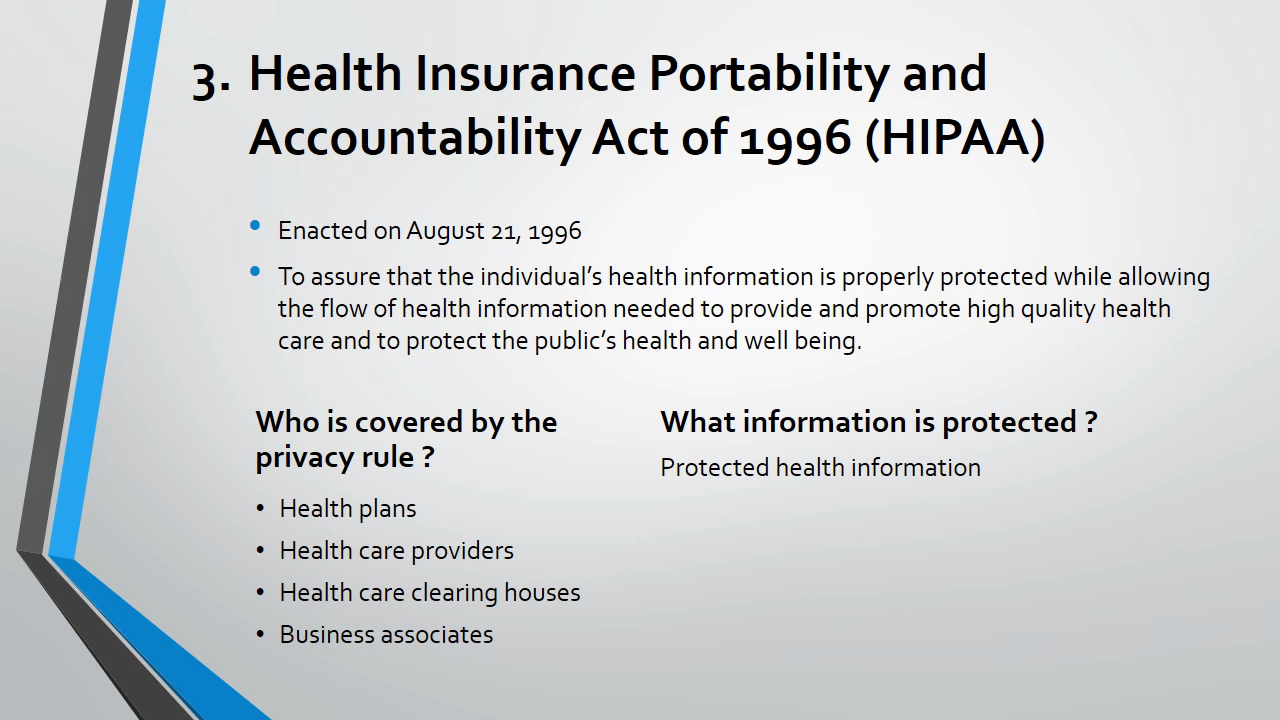 3. Health Insurance Portability and
Accountability Act of 1996 (HIPAA)
• Enacted on August 21, 1996
• To assure that the individual’s health information is properly protected while allowing
the flow of health information needed to provide and promote high quality health
care and to protect the public’s health and well being.
Who is covered by the
privacy rule ?
• Health plans
• Health care providers
• Health care clearing houses
• Business associates
What information is protected ?
Protected health information